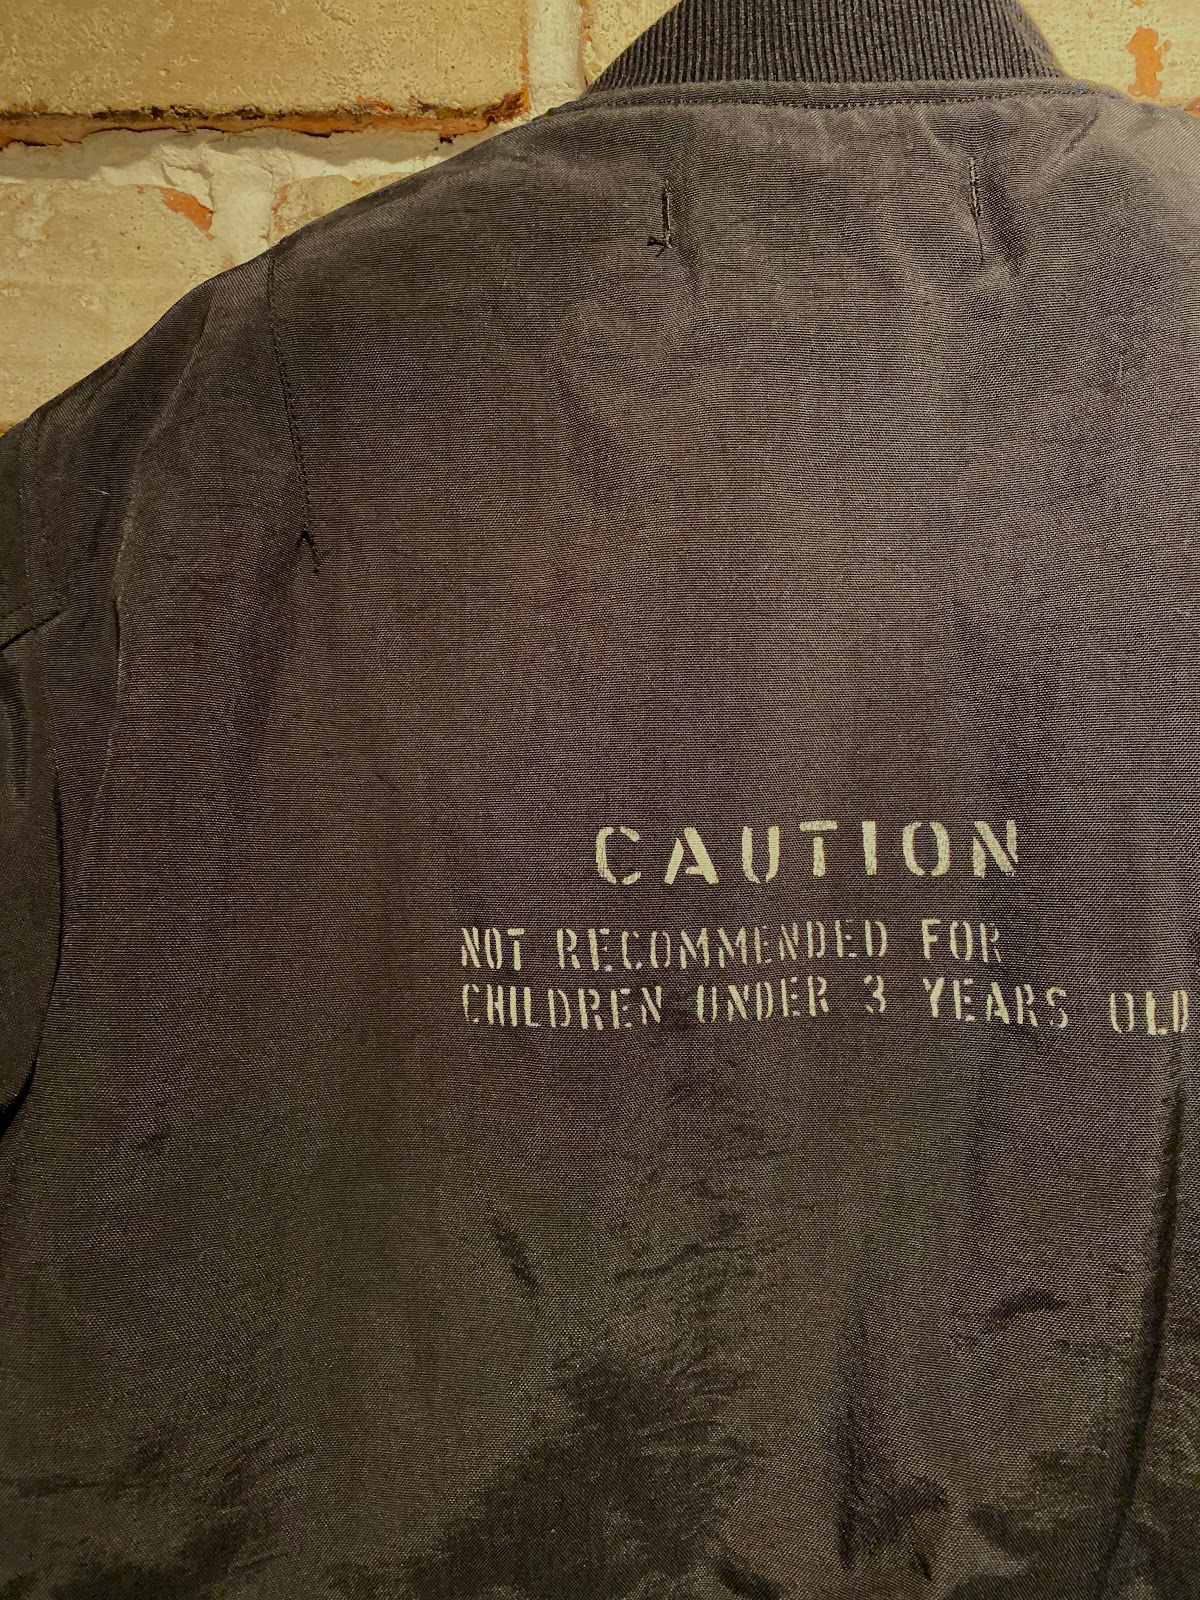 CAUTION
NOT RECOMMENDED FOR
CHILDREN UNDER 3 YEARS OLD